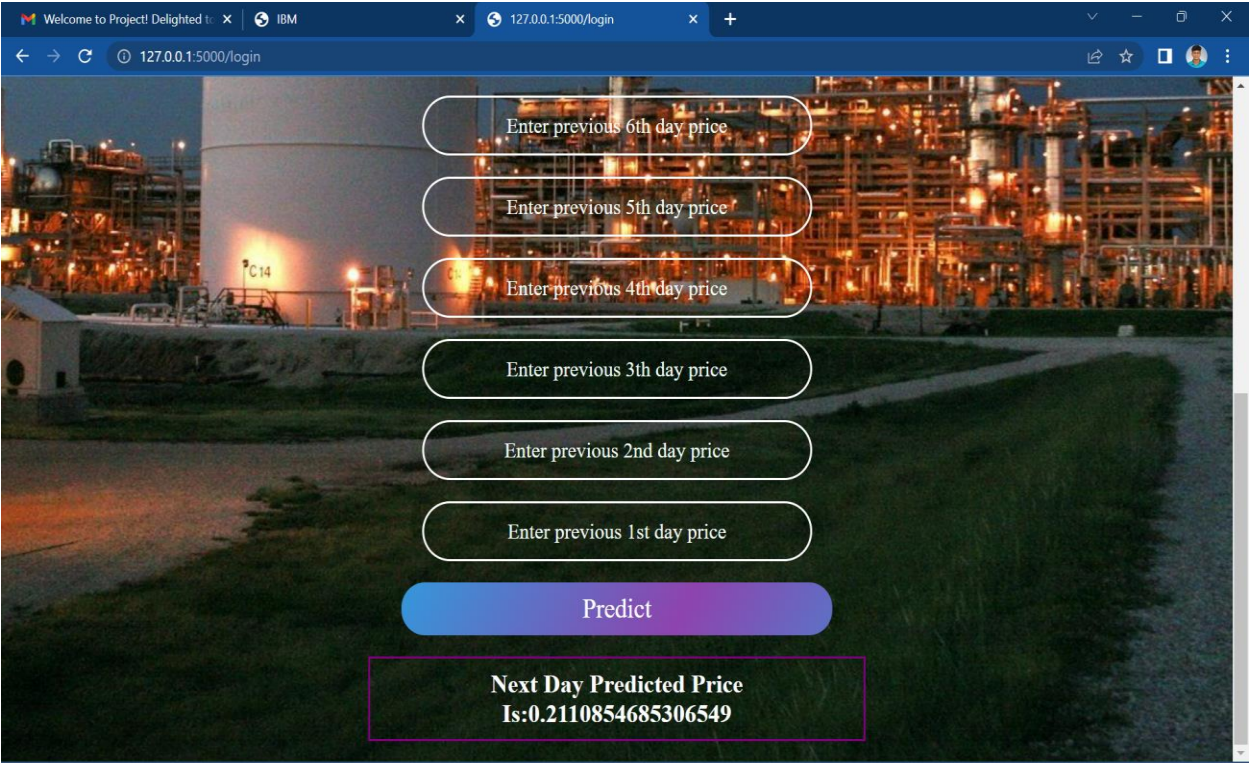 Welcome to Project! Delighted to
IBM
127.0.0.1:5000/login
127.0.0.1:5000/login
Enter previous 6th day price
Enter previous 5th day price
C14
Enter previous 4th day price
Enter previous 3th day price
Enter previous 2nd day price
Enter previous 1st day price
Predict
Next Day Predicted Price
Is:0.2110854685306549